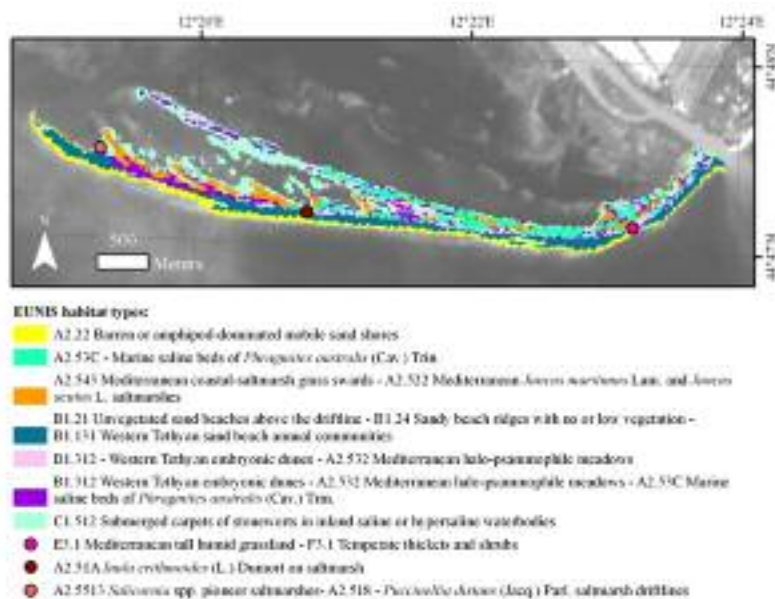 12°20'E 12°22'E 12°24'E
N
500
Meters
EUNIS habitat types:
A2.22 Barren or amphipod-dominated mobile sand shores
A2.53C - Marine saline beds of Phragmites australis (Cav.) Trin
A2.543 Mediterranean coastal-saltmarsh grass swards - A2.522 Mediterranean Juncus maritimus Lam. and Juncus
acutus L. saltmarshes
B1.21 Unvegetated sand beaches above the driftline - B1.24 Sandy beach ridges with no or low vegetation -
B1.131 Western Tethyan sand beach annual communities
B1.312 - Western Tethyan embryonic dunes - A2.532 Mediterranean halo-psammophile meadows
B1.312 Western Tethyan embryonic dunes - A2.532 Mediterranean halo-psammophile meadows - A2.53C Marine
saline beds of Phragmites australis (Cav.) Trin.
C1.512 Submerged carpets of stoneworts in inland saline or hypersaline waterbodies
E3.1 Mediterranean tall humid grassland - F3.1 Temperate thickets and shrubs
A2.51A Inula crithmoides (L.) Dumort on saltmarsh
A2.5513 Salicornia spp. pioneer saltmarshes- A2.518 - Puccinellia distans (Jacq.) Parl. saltmarsh driftlines